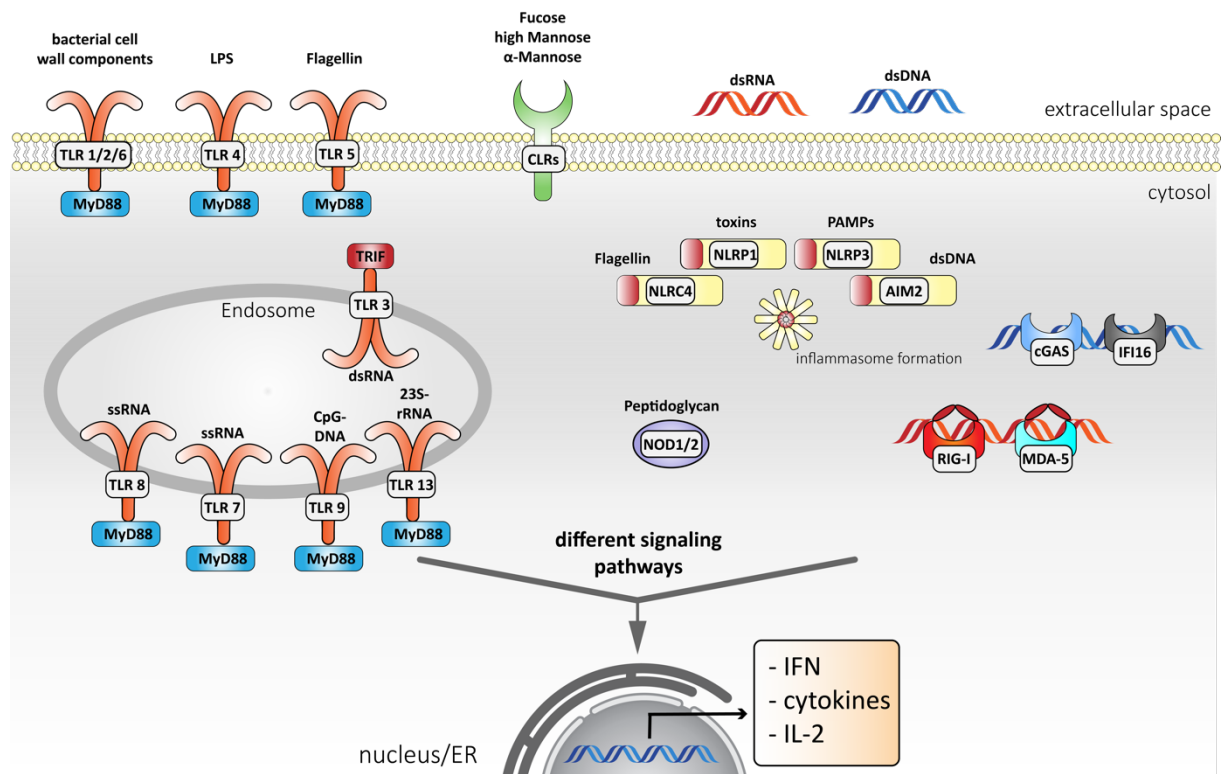 bacterial cell
wall components
LPS
Flagellin
Fucose
high Mannose
α-Mannose
dsRNA
dsDNA
extracellular space
TLR 1/2/6
TLR 4
TLR 5
CLRs
MyD88
MyD88
MyD88
cytosol
toxins
PAMPs
Flagellin
NLRP1
NLRP3
dsDNA
NLRC4
AIM2
TRIF
TLR 3
Endosome
dsRNA
inflammasome formation
cGAS
IFI16
ssRNA
ssRNA
CpG-
DNA
23S-
rRNA
Peptidoglycan
NOD1/2
RIG-I
MDA-5
TLR 8
TLR 7
TLR 9
TLR 13
MyD88
MyD88
MyD88
MyD88
different signaling
pathways
- IFN
- cytokines
- IL-2
nucleus/ER